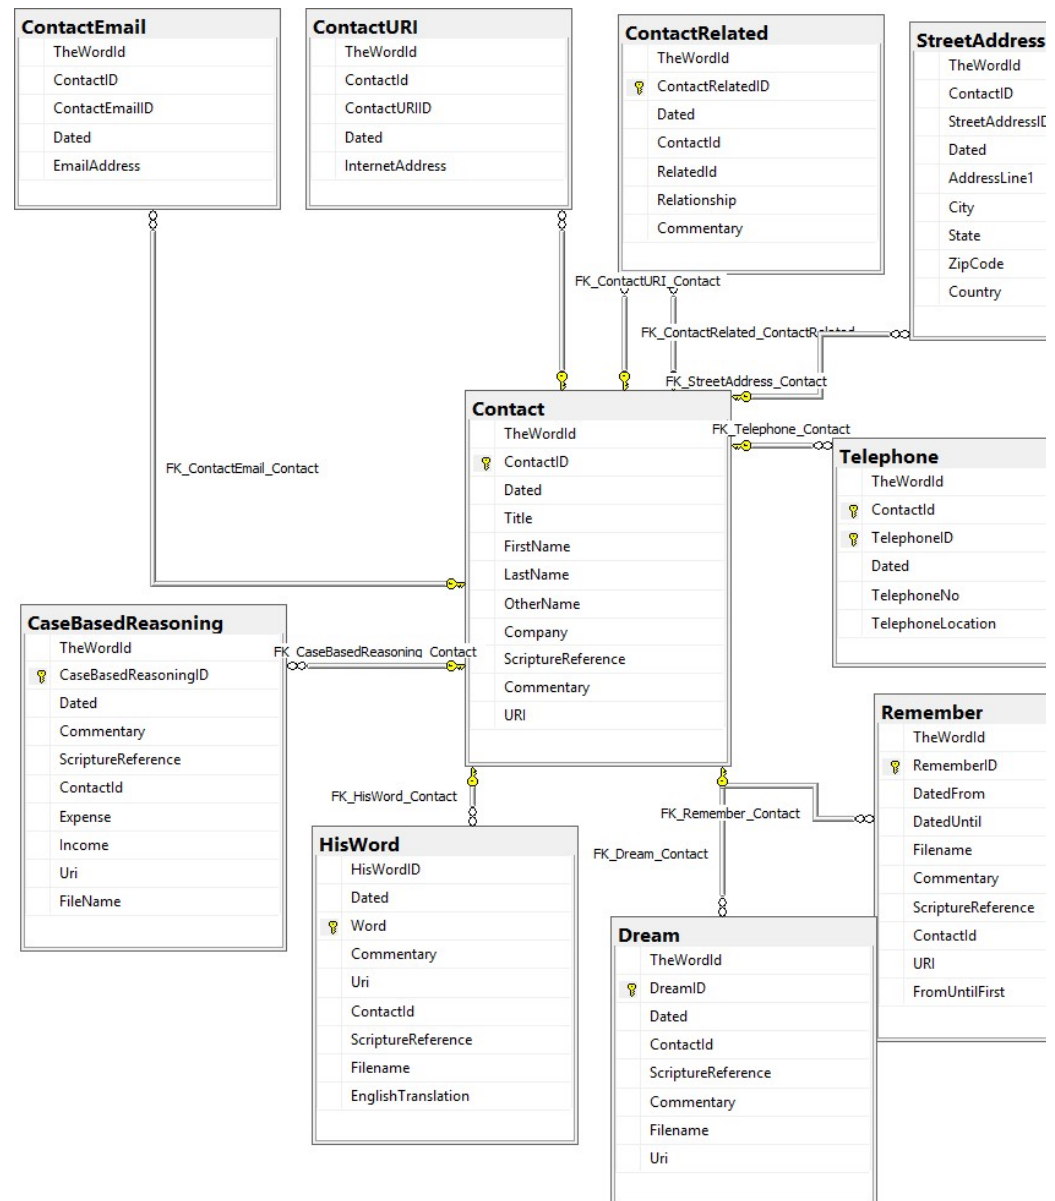 ContactEmail
TheWordId
ContactID
ContactEmailID
Dated
EmailAddress
ContactURI
TheWordId
ContactId
ContactURIID
Dated
InternetAddress
ContactRelated
TheWordId
ContactRelatedID
Dated
ContactId
RelatedId
Relationship
Commentary
StreetAddress
TheWordId
ContactID
StreetAddressID
Dated
AddressLine1
City
State
ZipCode
Country
FK_ContactURI_Contact
FK_ContactRelated_ContactRelated
FK_StreetAddress_Contact
FK_Telephone_Contact
FK_ContactEmail_Contact
Contact
TheWordId
ContactID
Dated
Title
FirstName
LastName
OtherName
Company
ScriptureReference
Commentary
URI
Telephone
TheWordId
ContactId
TelephoneID
Dated
TelephoneNo
TelephoneLocation
CaseBasedReasoning
TheWordId
CaseBasedReasoningID
Dated
Commentary
ScriptureReference
ContactId
Expense
Income
Uri
FileName
FK_CaseBasedReasoning_Contact
FK_HisWord_Contact
FK_Remember_Contact
FK_Dream_Contact
Remember
TheWordId
RememberID
DatedFrom
DatedUntil
Filename
Commentary
ScriptureReference
ContactId
URI
FromUntilFirst
HisWord
HisWordID
Dated
Word
Commentary
Uri
ContactId
ScriptureReference
Filename
EnglishTranslation
Dream
TheWordId
DreamID
Dated
ContactId
ScriptureReference
Commentary
Filename
Uri